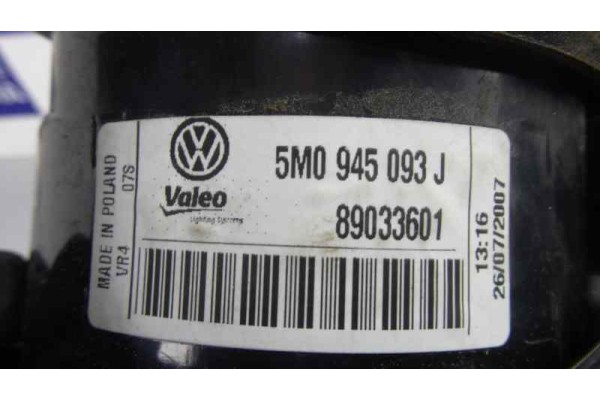 5M0 945 093 J
Valeo
Lighting Systems
89033601
MADE IN POLAND
07S
VR4
13:16
26/07/2007